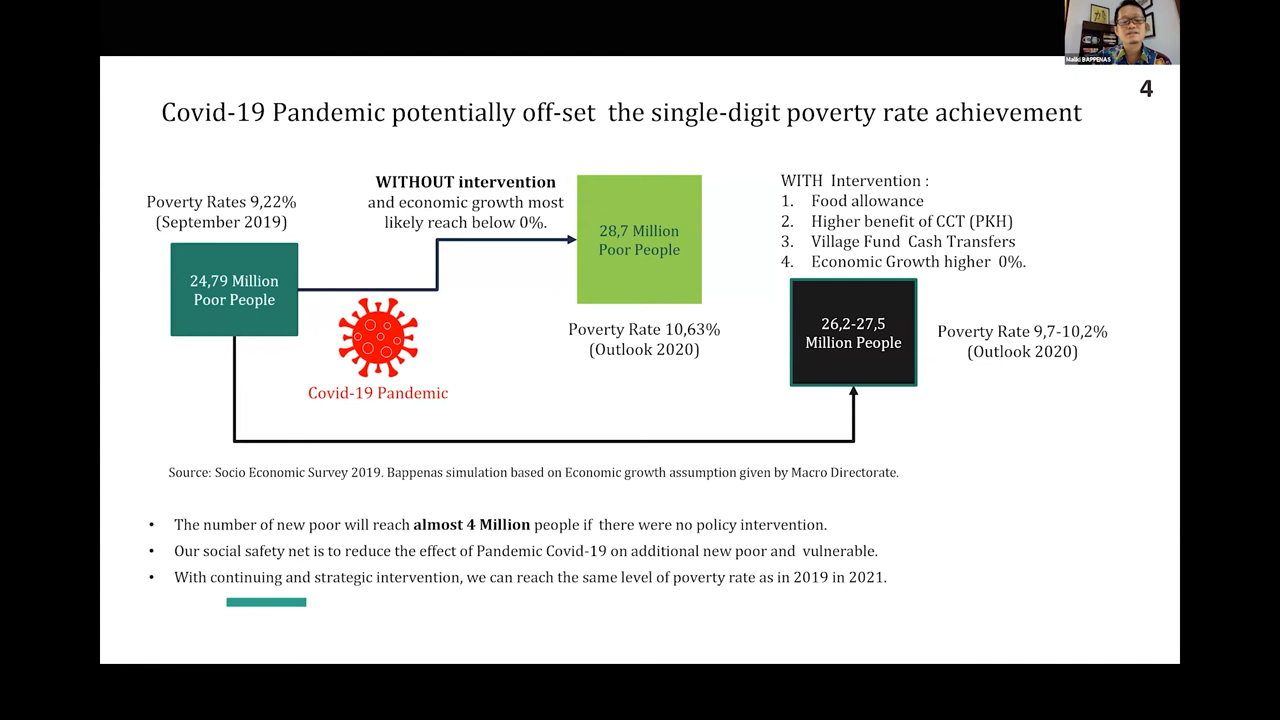 Maliki BAPPENAS
4
Covid-19 Pandemic potentially off-set the single-digit poverty rate achievement
Poverty Rates 9,22%
(September 2019)
24,79 Million
Poor People
WITHOUT intervention
and economic growth most
likely reach below 0%.
Covid-19 Pandemic
28,7 Million
Poor People
Poverty Rate 10,63%
(Outlook 2020)
WITH Intervention :
1. Food allowance
2. Higher benefit of CCT (PKH)
3. Village Fund Cash Transfers
4. Economic Growth higher 0%.
26,2-27,5
Million People
Poverty Rate 9,7-10,2%
(Outlook 2020)
Source: Socio Economic Survey 2019. Bappenas simulation based on Economic growth assumption given by Macro Directorate.
• The number of new poor will reach almost 4 Million people if there were no policy intervention.
• Our social safety net is to reduce the effect of Pandemic Covid-19 on additional new poor and vulnerable.
• With continuing and strategic intervention, we can reach the same level of poverty rate as in 2019 in 2021.